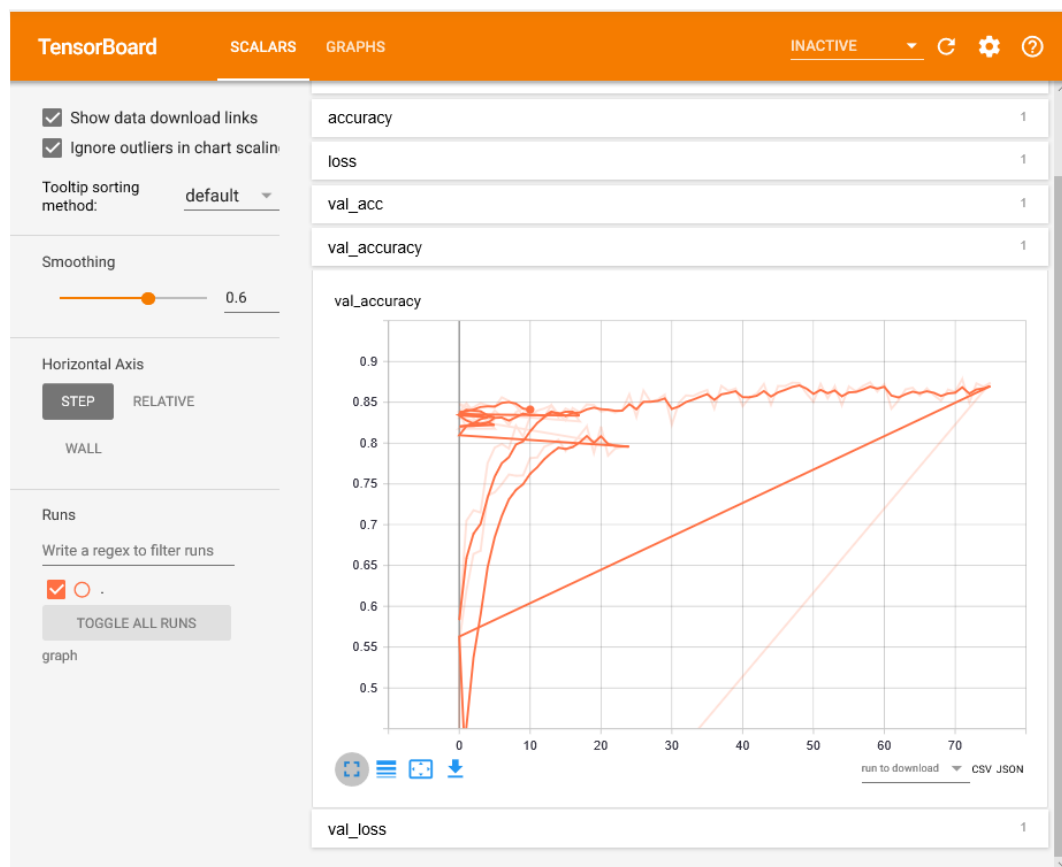 TensorBoard SCALARS GRAPHS INACTIVE
Show data download links
Ignore outliers in chart scalin
Tooltip sorting
method: default
Smoothing
0.6
Horizontal Axis
STEP RELATIVE
WALL
Runs
Write a regex to filter runs
.
TOGGLE ALL RUNS
graph
accuracy 1
loss 1
val_acc 1
val_accuracy 1
val_accuracy
0.9
0.85
0.8
0.75
0.7
0.65
0.6
0.55
0.5
0 10 20 30 40 50 60 70
run to download CSV JSON
val_loss 1